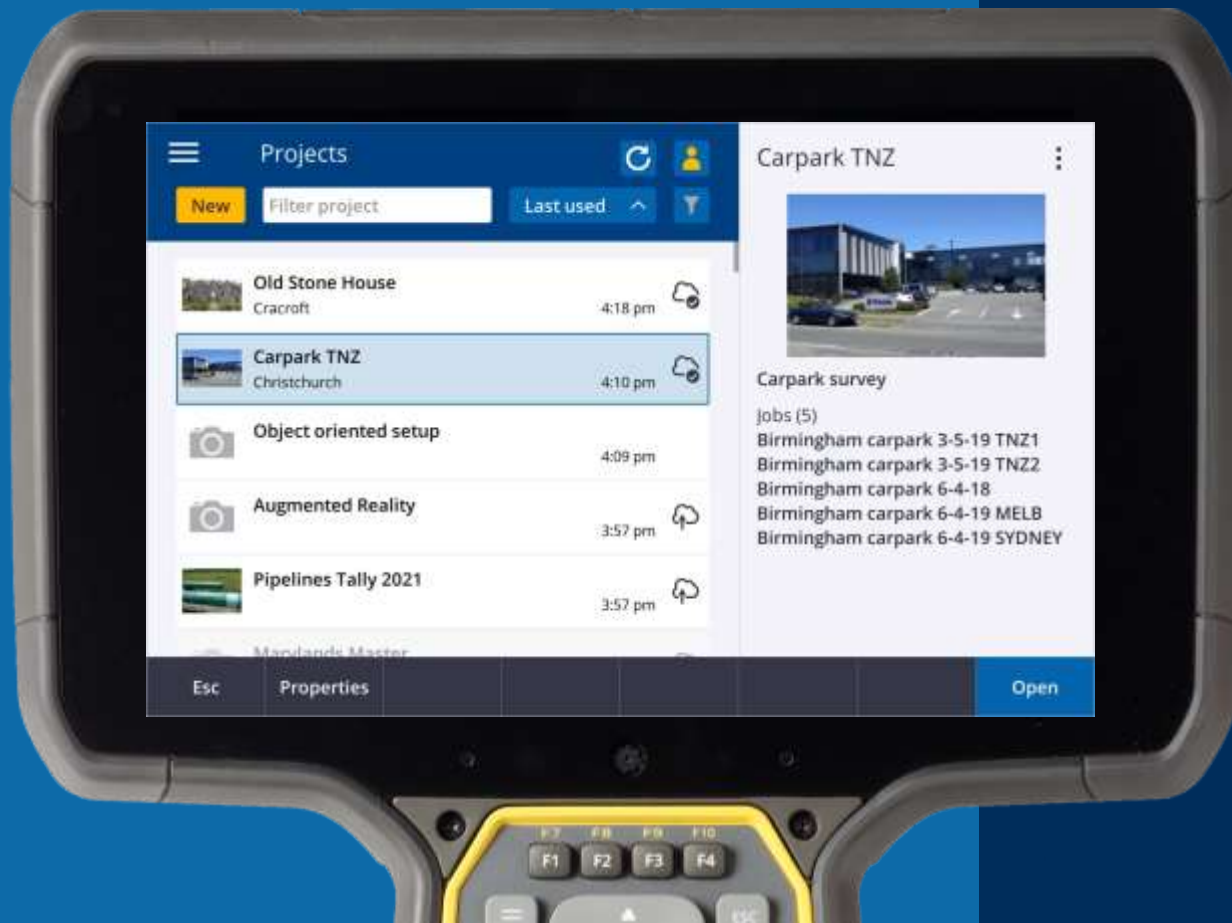 Projects
New
Filter project
Last used
Old Stone House
Cracroft
4:18 pm
Carpark TNZ
Christchurch
4:10 pm
Object oriented setup
4:09 pm
Augmented Reality
3:57 pm
Pipelines Tally 2021
3:57 pm
Marylands Master
Esc
Properties
Carpark TNZ
Carpark survey
Jobs (5)
Birmingham carpark 3-5-19 TNZ1
Birmingham carpark 3-5-19 TNZ2
Birmingham carpark 6-4-18
Birmingham carpark 6-4-19 MELB
Birmingham carpark 6-4-19 SYDNEY
Open
F7 F8 F9 F10
F1 F2 F3 F4
ESC